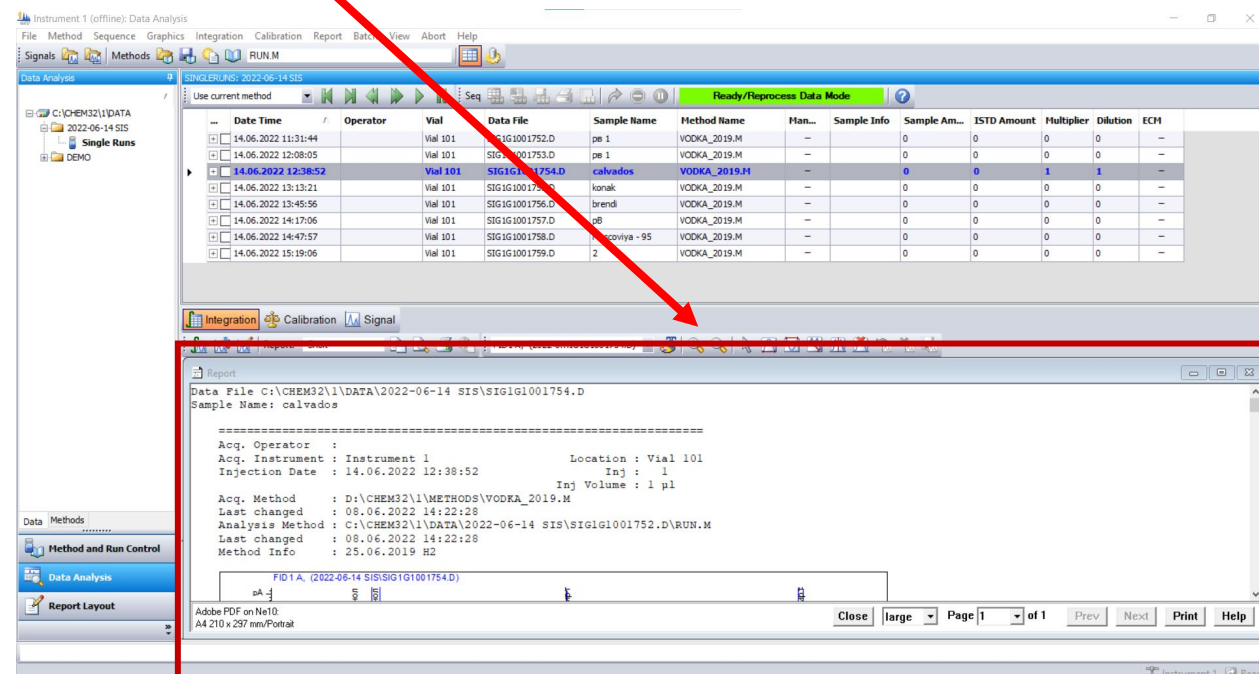 Instrument 1 (offline): Data Analysis
File Method Sequence Graphics Integration Calibration Report Batch View Abort Help
Signals Methods RUN.M
Data Analysis
SINGLERUNS: 2022-06-14 SIS
Use current method Seq Ready/Reprocess Data Mode
C:\CHEM32\1\DATA
2022-06-14 SIS
Single Runs
DEMO
... Date Time Operator Vial Data File Sample Name Method Name Man... Sample Info Sample Am... ISTD Amount Multiplier Dilution ECM
14.06.2022 11:31:44 Vial 101 SIG1G1001752.D рв 1 VODKA_2019.M – 0 0 0 0 –
14.06.2022 12:08:05 Vial 101 SIG1G1001753.D рв 1 VODKA_2019.M – 0 0 0 0 –
14.06.2022 12:38:52 Vial 101 SIG1G1001754.D calvados VODKA_2019.M – 0 0 1 1 –
14.06.2022 13:13:21 Vial 101 konak VODKA_2019.M – 0 0 0 0 –
14.06.2022 13:45:56 Vial 101 SIG1G1001756.D brendi VODKA_2019.M – 0 0 0 0 –
14.06.2022 14:17:06 Vial 101 SIG1G1001757.D рВ VODKA_2019.M – 0 0 0 0 –
14.06.2022 14:47:57 Vial 101 SIG1G1001758.D - 95 VODKA_2019.M – 0 0 0 0 –
14.06.2022 15:19:06 Vial 101 SIG1G1001759.D 2 VODKA_2019.M – 0 0 0 0 –
Integration Calibration Signal
Report
Data File C:\CHEM32\1\DATA\2022-06-14 SIS\SIG1G1001754.D
Sample Name: calvados
=====================================================================
Acq. Operator :
Acq. Instrument : Instrument 1 Location : Vial 101
Injection Date : 14.06.2022 12:38:52 Inj : 1
Inj Volume : 1 µl
Acq. Method : D:\CHEM32\1\METHODS\VODKA_2019.M
Last changed : 08.06.2022 14:22:28
Analysis Method : C:\CHEM32\1\DATA\2022-06-14 SIS\SIG1G1001752.D\RUN.M
Last changed : 08.06.2022 14:22:28
Method Info : 25.06.2019 H2
FID1 A, (2022-06-14 SIS\SIG1G1001754.D)
pA
Data Methods
Method and Run Control
Data Analysis
Report Layout
Adobe PDF on Ne10:
A4 210 x 297 mm/Portrait
Close large Page 1 of 1 Prev Next Print Help
Instrument 1